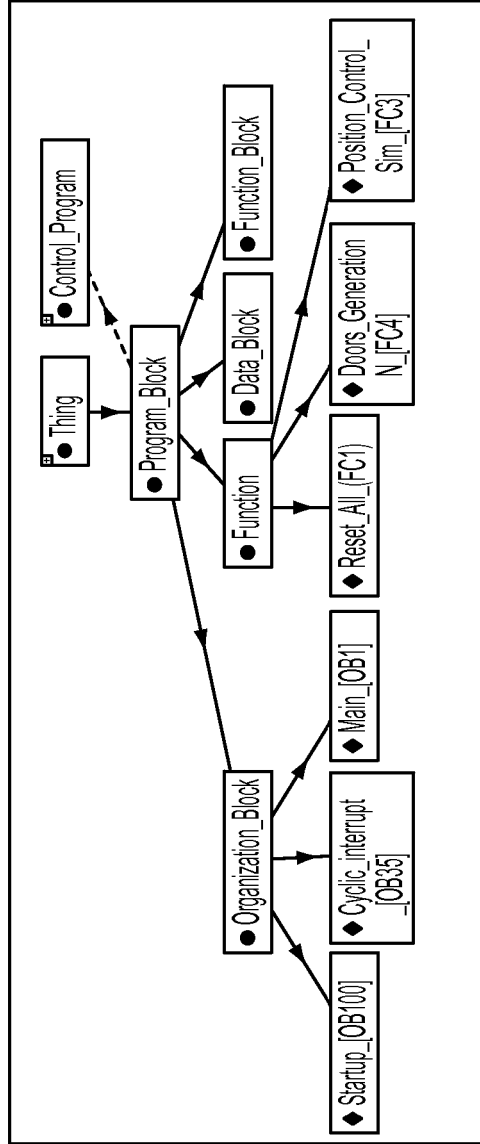 Thing
Control_Program
Program_Block
Organization_Block
Function
Data_Block
Function_Block
Startup_[OB100]
Cyclic_interrupt
_[OB35]
Main_[OB1]
Reset_All_(FC1)
Doors_Generation
N_[FC4]
Position_Control_
Sim_[FC3]